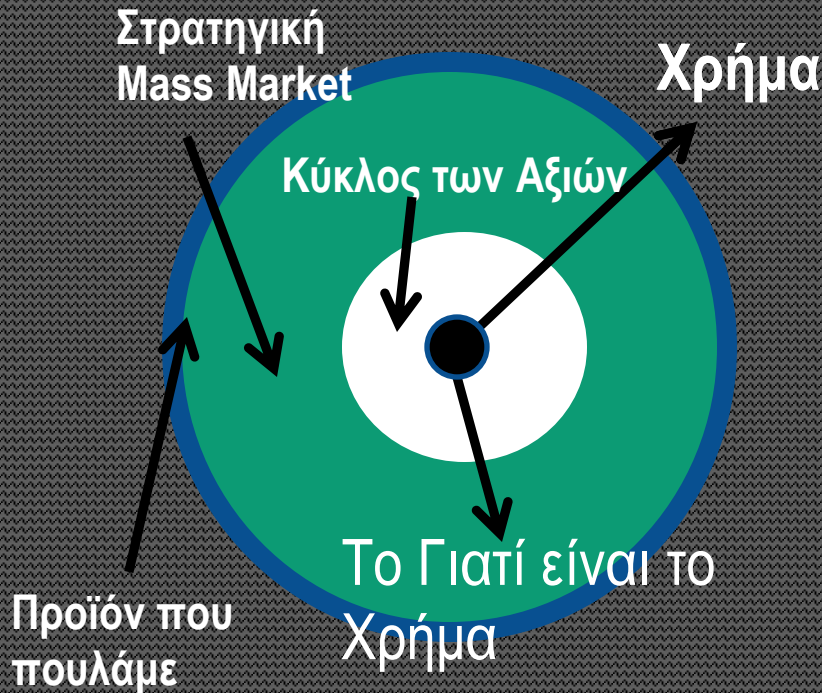 Στρατηγική
Mass Market
Χρήμα
Κύκλος των Αξιών
Το Γιατί είναι το
Χρήμα
Προϊόν που
πουλάμε